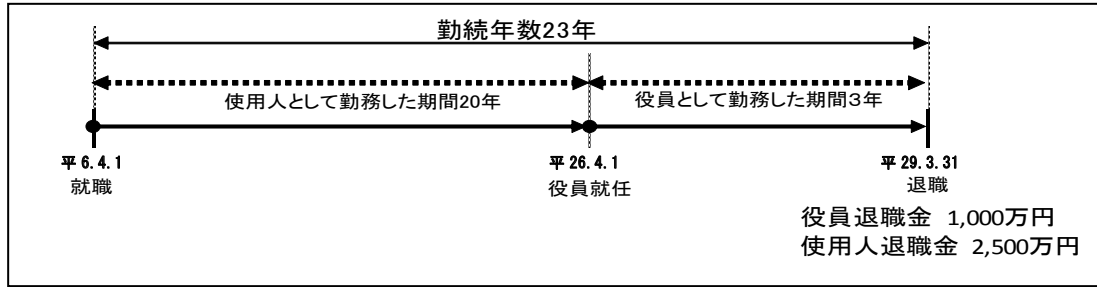 勤続年数23年
使用人として勤務した期間20年
役員として勤務した期間3年
平 6.4.1
就職
平 26.4.1
役員就任
平 29.3.31
退職
役員退職金 1,000万円
使用人退職金 2,500万円